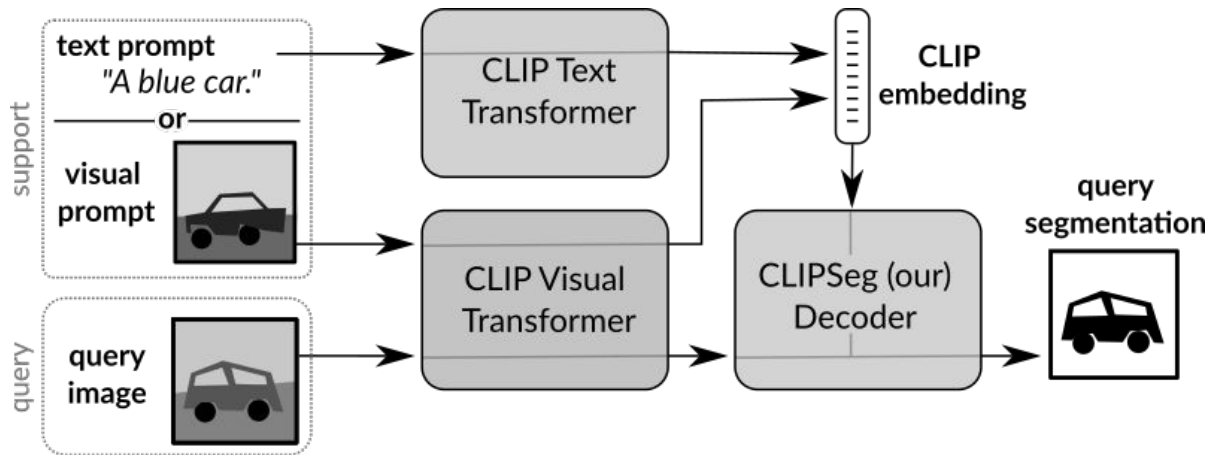 support
text prompt
"A blue car."
or
visual
prompt
query
query
image
CLIP Text
Transformer
CLIP Visual
Transformer
CLIP
embedding
CLIPSeg (our)
Decoder
query
segmentation